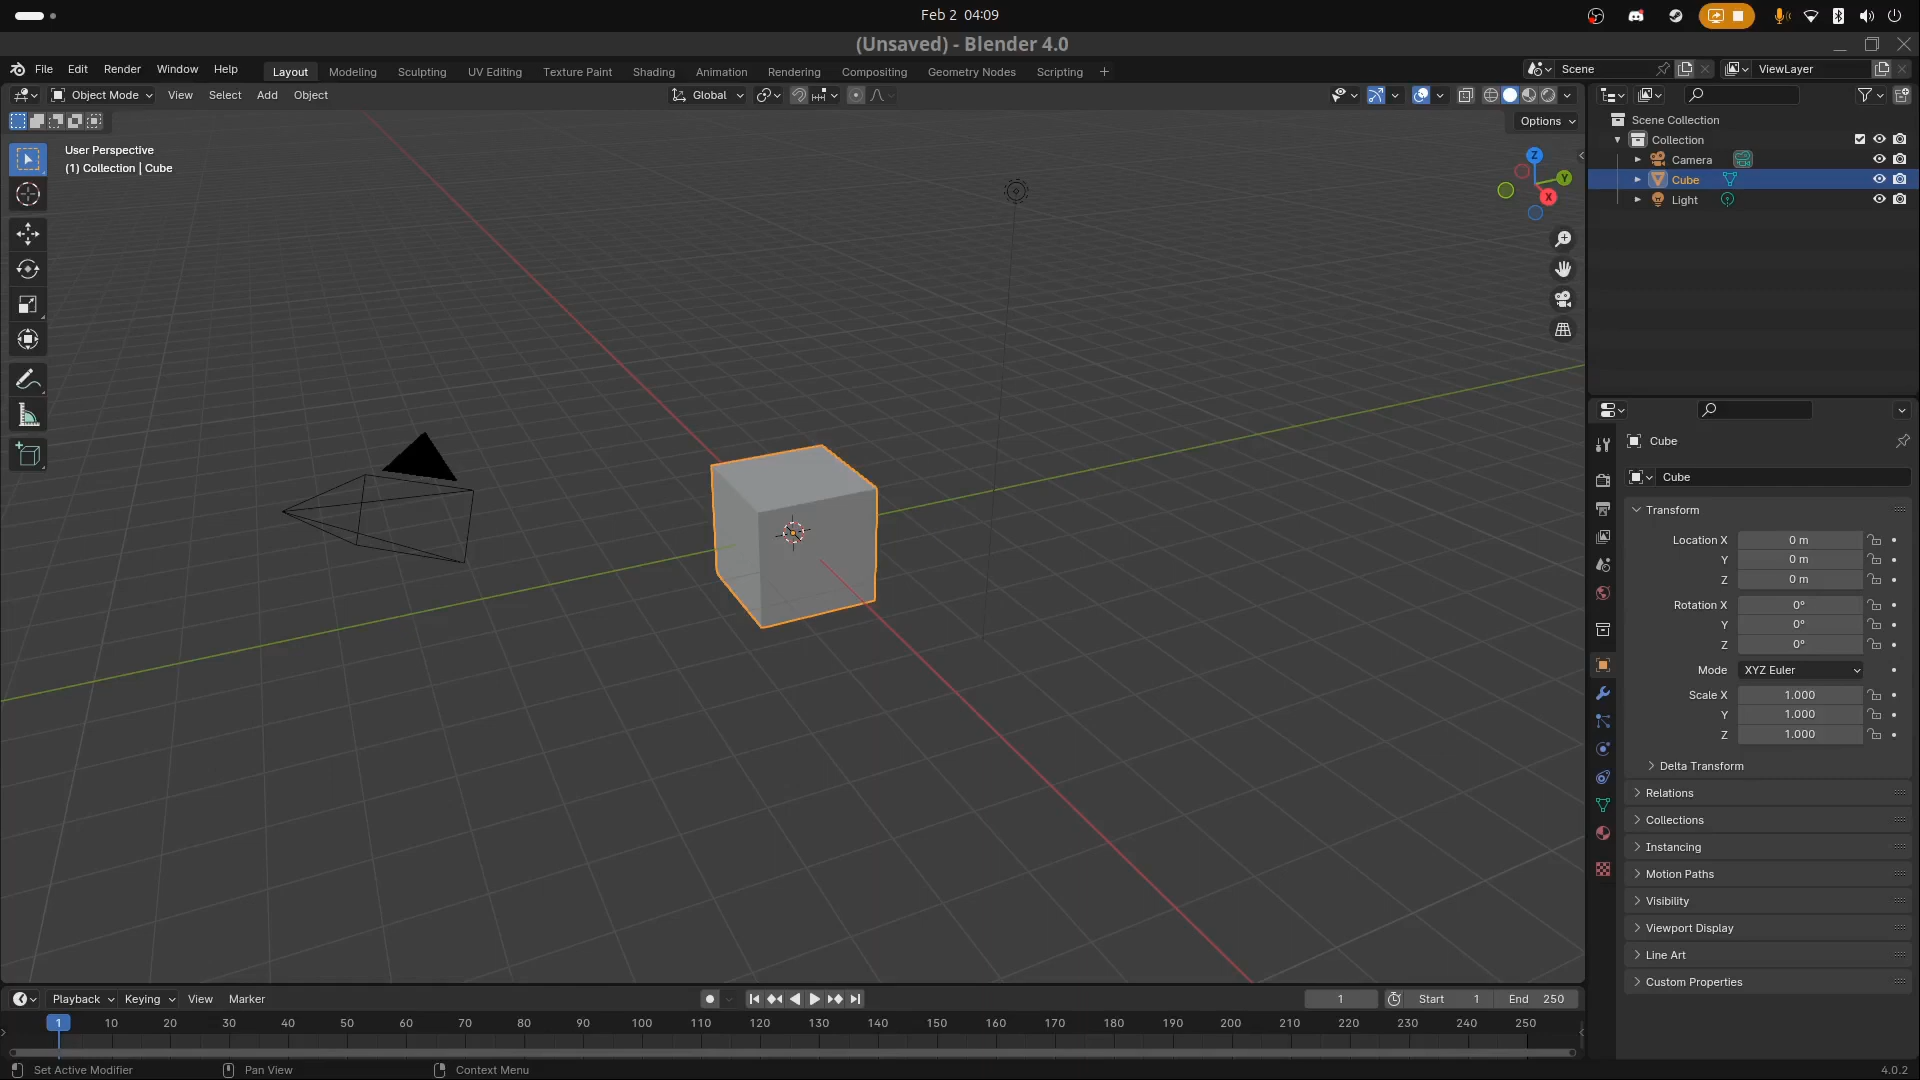 Feb 2 04:09
(Unsaved) - Blender 4.0
File Edit Render Window Help Layout Modeling Sculpting UV Editing Texture Paint Shading Animation Rendering Compositing Geometry Nodes Scripting + Scene ViewLayer
Object Mode View Select Add Object Global
Options
User Perspective
(1) Collection | Cube
Z
Y
X
Scene Collection
Collection
Camera
Cube
Light
Cube
Cube
Transform
Location X 0 m
Y 0 m
Z 0 m
Rotation X 0°
Y 0°
Z 0°
Mode XYZ Euler
Scale X 1.000
Y 1.000
Z 1.000
Delta Transform
Relations
Collections
Instancing
Motion Paths
Visibility
Viewport Display
Line Art
Custom Properties
Playback Keying View Marker 1 Start 1 End 250
1 10 20 30 40 50 60 70 80 90 100 110 120 130 140 150 160 170 180 190 200 210 220 230 240 250
Set Active Modifier Pan View Context Menu 4.0.2